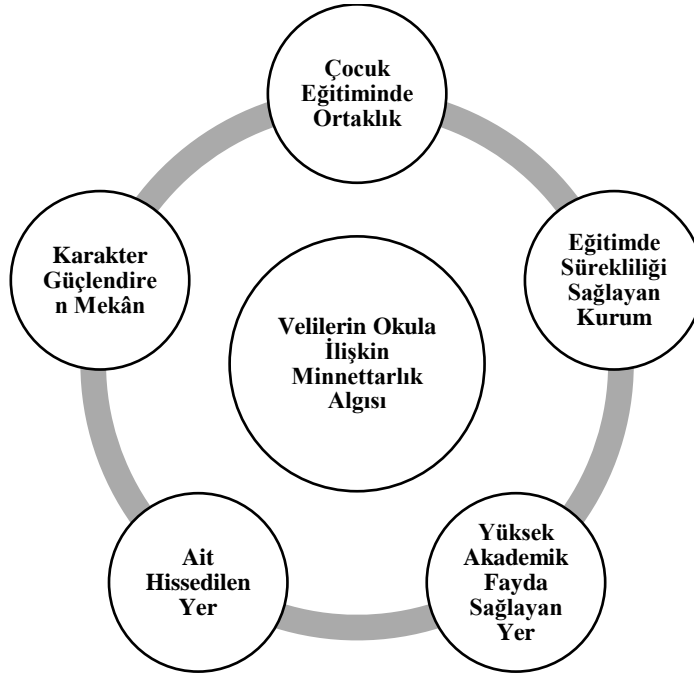 Çocuk
Eğitiminde
Ortaklık
Eğitimde
Sürekliliği
Sağlayan
Kurum
Yüksek
Akademik
Fayda
Sağlayan
Yer
Ait
Hissedilen
Yer
Karakter
Güçlendire
n Mekân
Velilerin Okula
İlişkin
Minnettarlık
Algısı